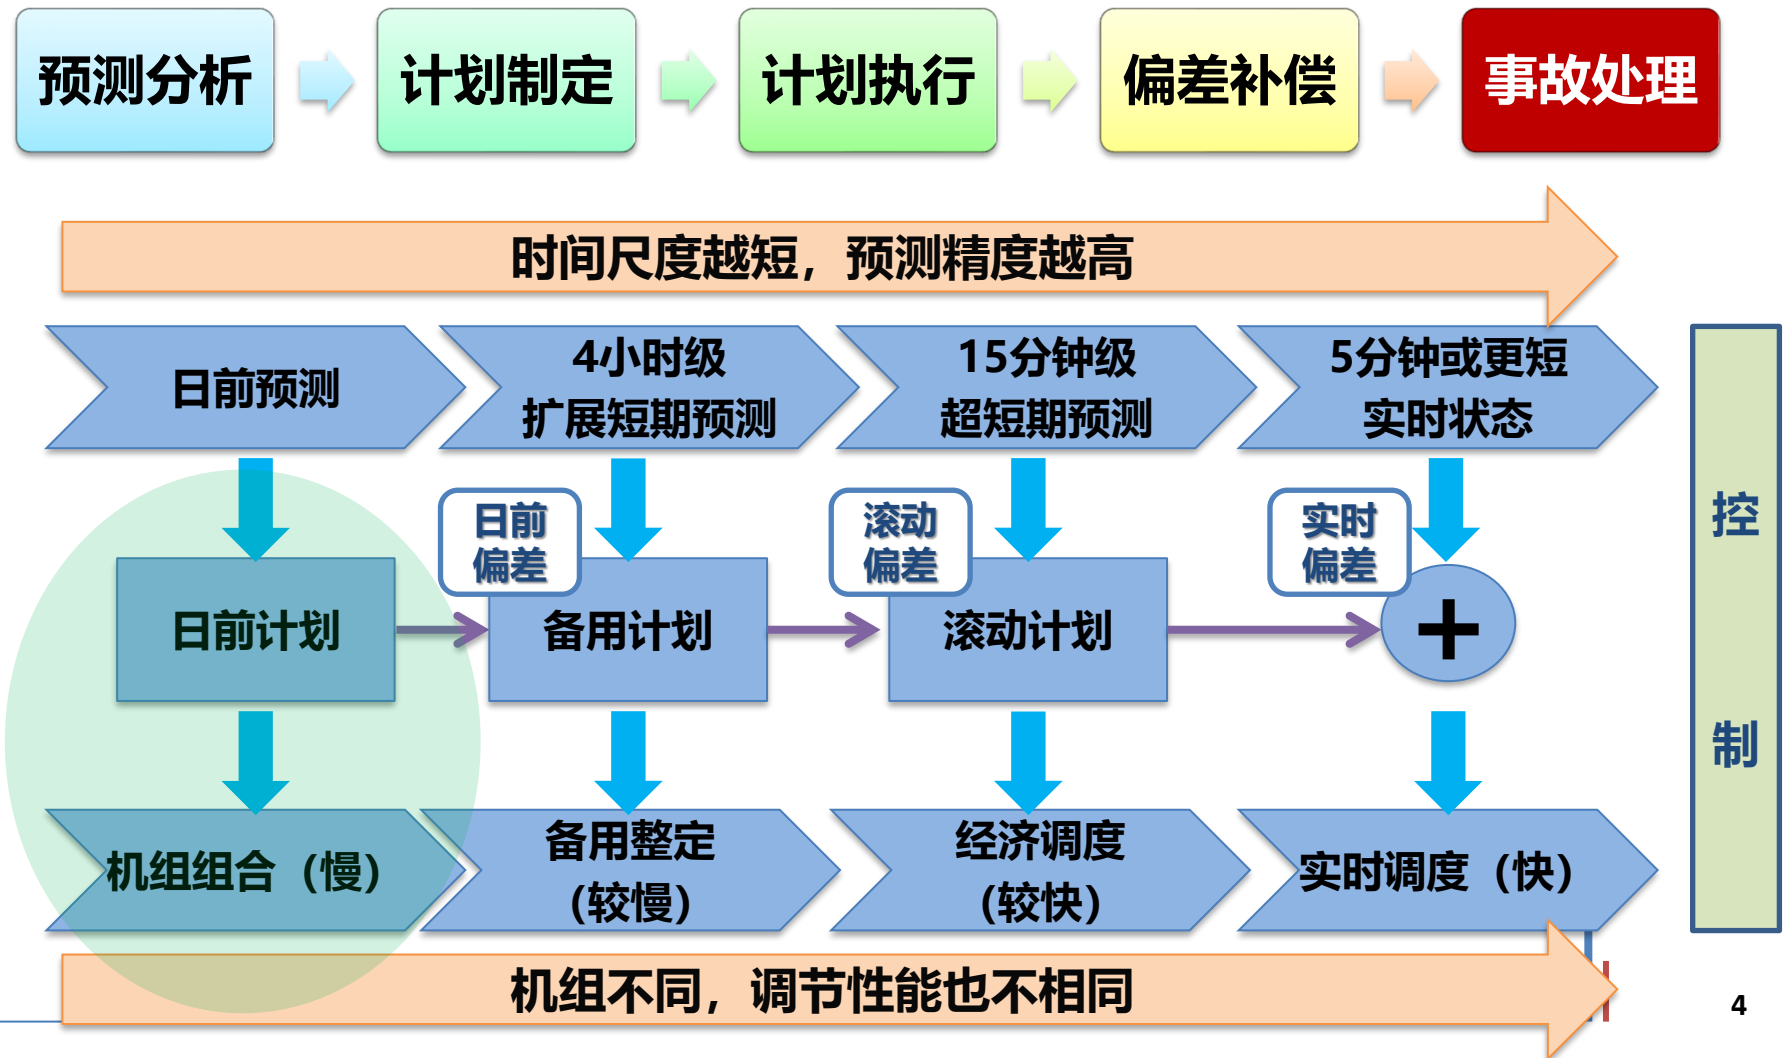 预测分析
计划制定
计划执行
偏差补偿
事故处理
时间尺度越短，预测精度越高
日前预测
4小时级
扩展短期预测
15分钟级
超短期预测
5分钟或更短
实时状态
控
制
日前
偏差
滚动
偏差
实时
偏差
日前计划
备用计划
滚动计划
+
机组组合（慢）
备用整定
（较慢）
经济调度
（较快）
实时调度（快）
机组不同，调节性能也不相同
4